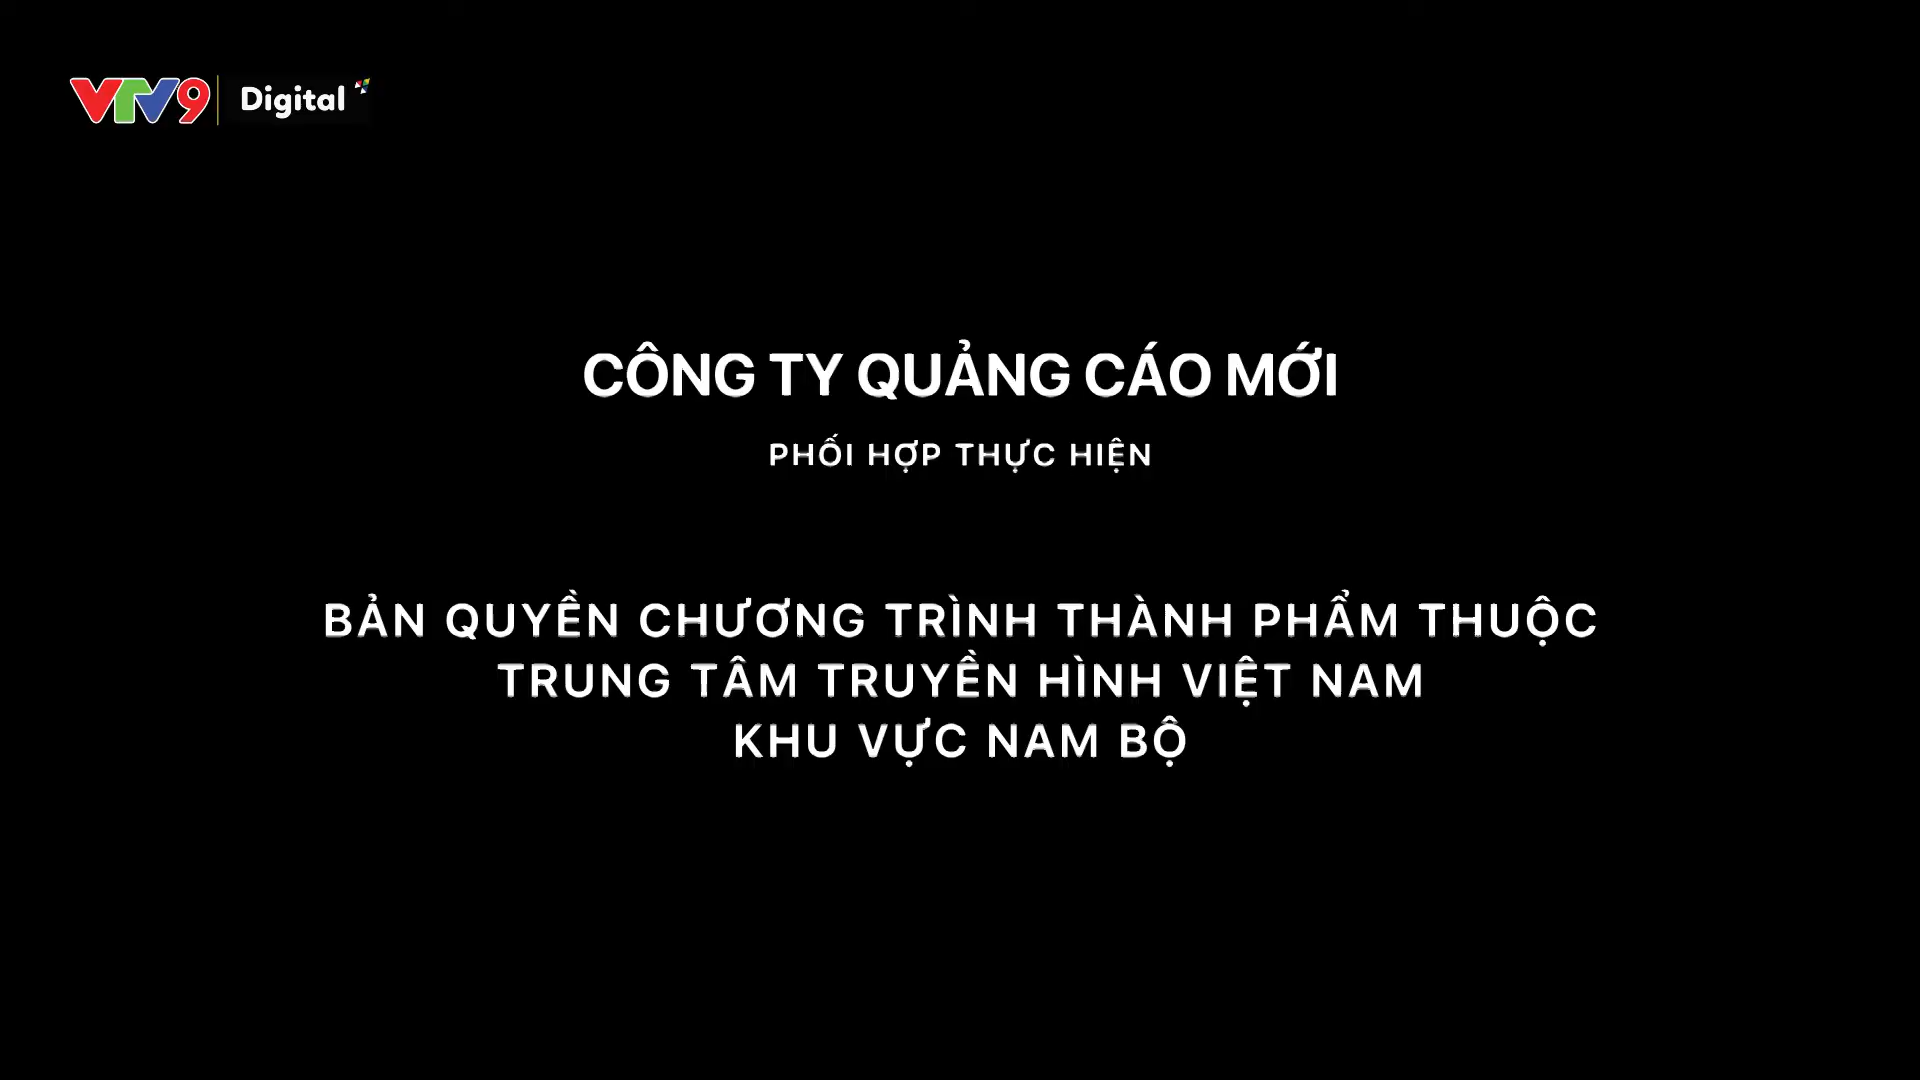 VTV9 Digital
CÔNG TY QUẢNG CÁO MỚI
PHỐI HỢP THỰC HIỆN
BẢN QUYỀN CHƯƠNG TRÌNH THÀNH PHẨM THUỘC
TRUNG TÂM TRUYỀN HÌNH VIỆT NAM
KHU VỰC NAM BỘ